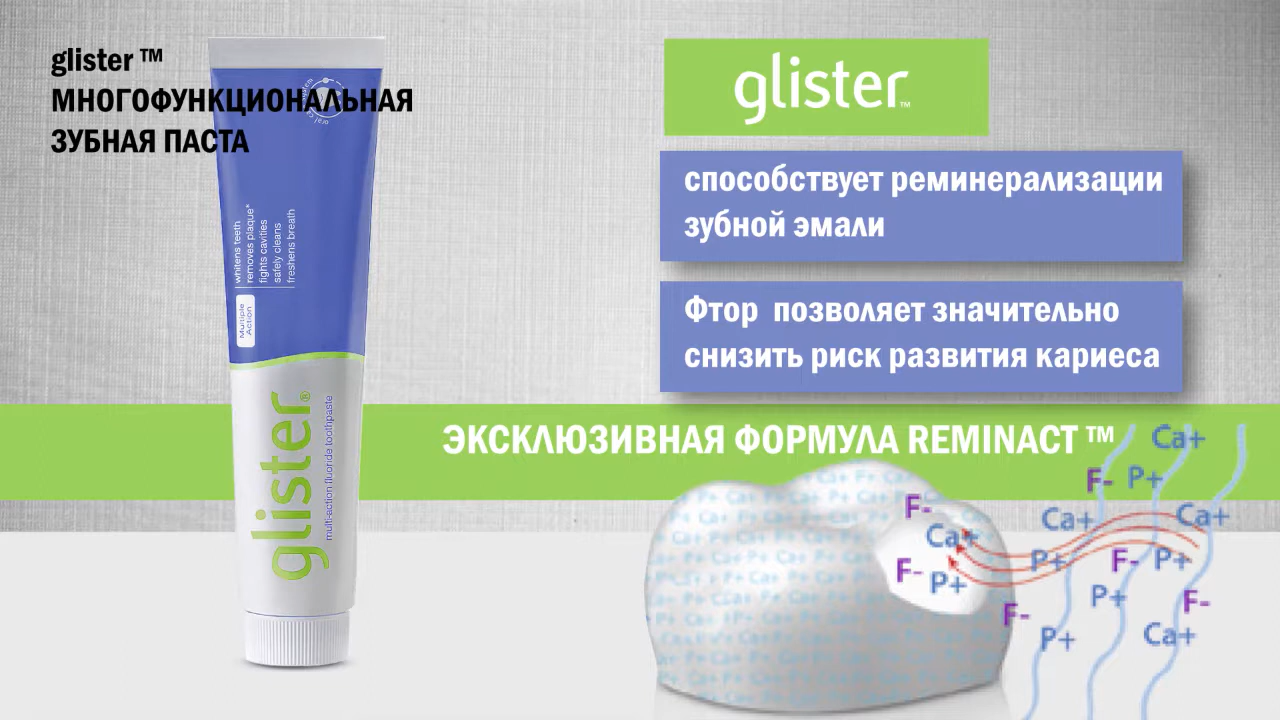 glister ™
МНОГОФУНКЦИОНАЛЬНАЯ
ЗУБНАЯ ПАСТА
glister™
способствует реминерализации
зубной эмали
Фтор позволяет значительно
снизить риск развития кариеса
ЭКСКЛЮЗИВНАЯ ФОРМУЛА REMINACT ™
whitens teeth
removes plaque*
fights cavities
safely cleans
freshens breath
Multiple
Action
glister®
multi-action fluoride toothpaste
Ca+
F- P+
Ca+ Ca+
P+ F- P+
P+ F-
F-
P+ Ca+
F-
Ca+
F- P+